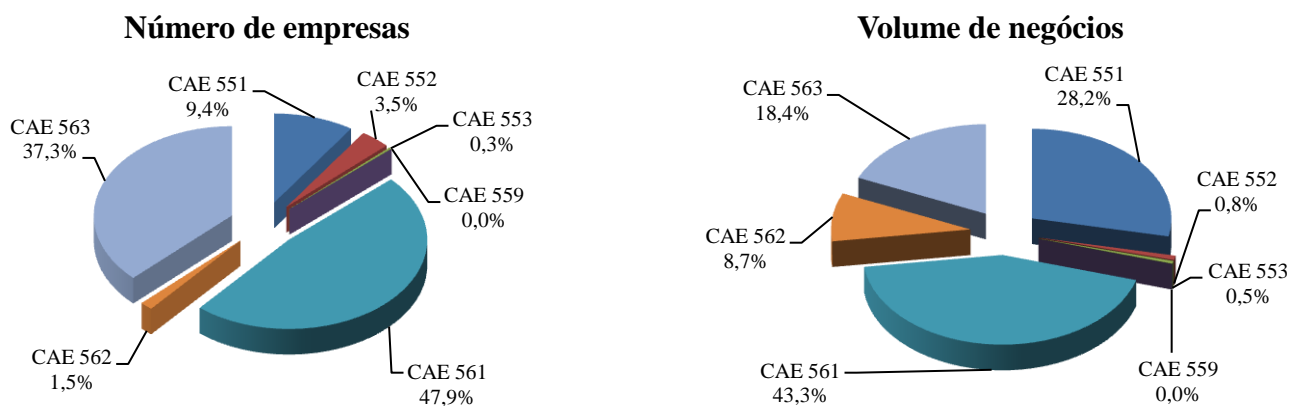 Número de empresas
CAE 551
9,4%
CAE 552
3,5%
CAE 553
0,3%
CAE 559
0,0%
CAE 561
47,9%
CAE 562
1,5%
CAE 563
37,3%
Volume de negócios
CAE 551
28,2%
CAE 552
0,8%
CAE 553
0,5%
CAE 559
0,0%
CAE 561
43,3%
CAE 562
8,7%
CAE 563
18,4%